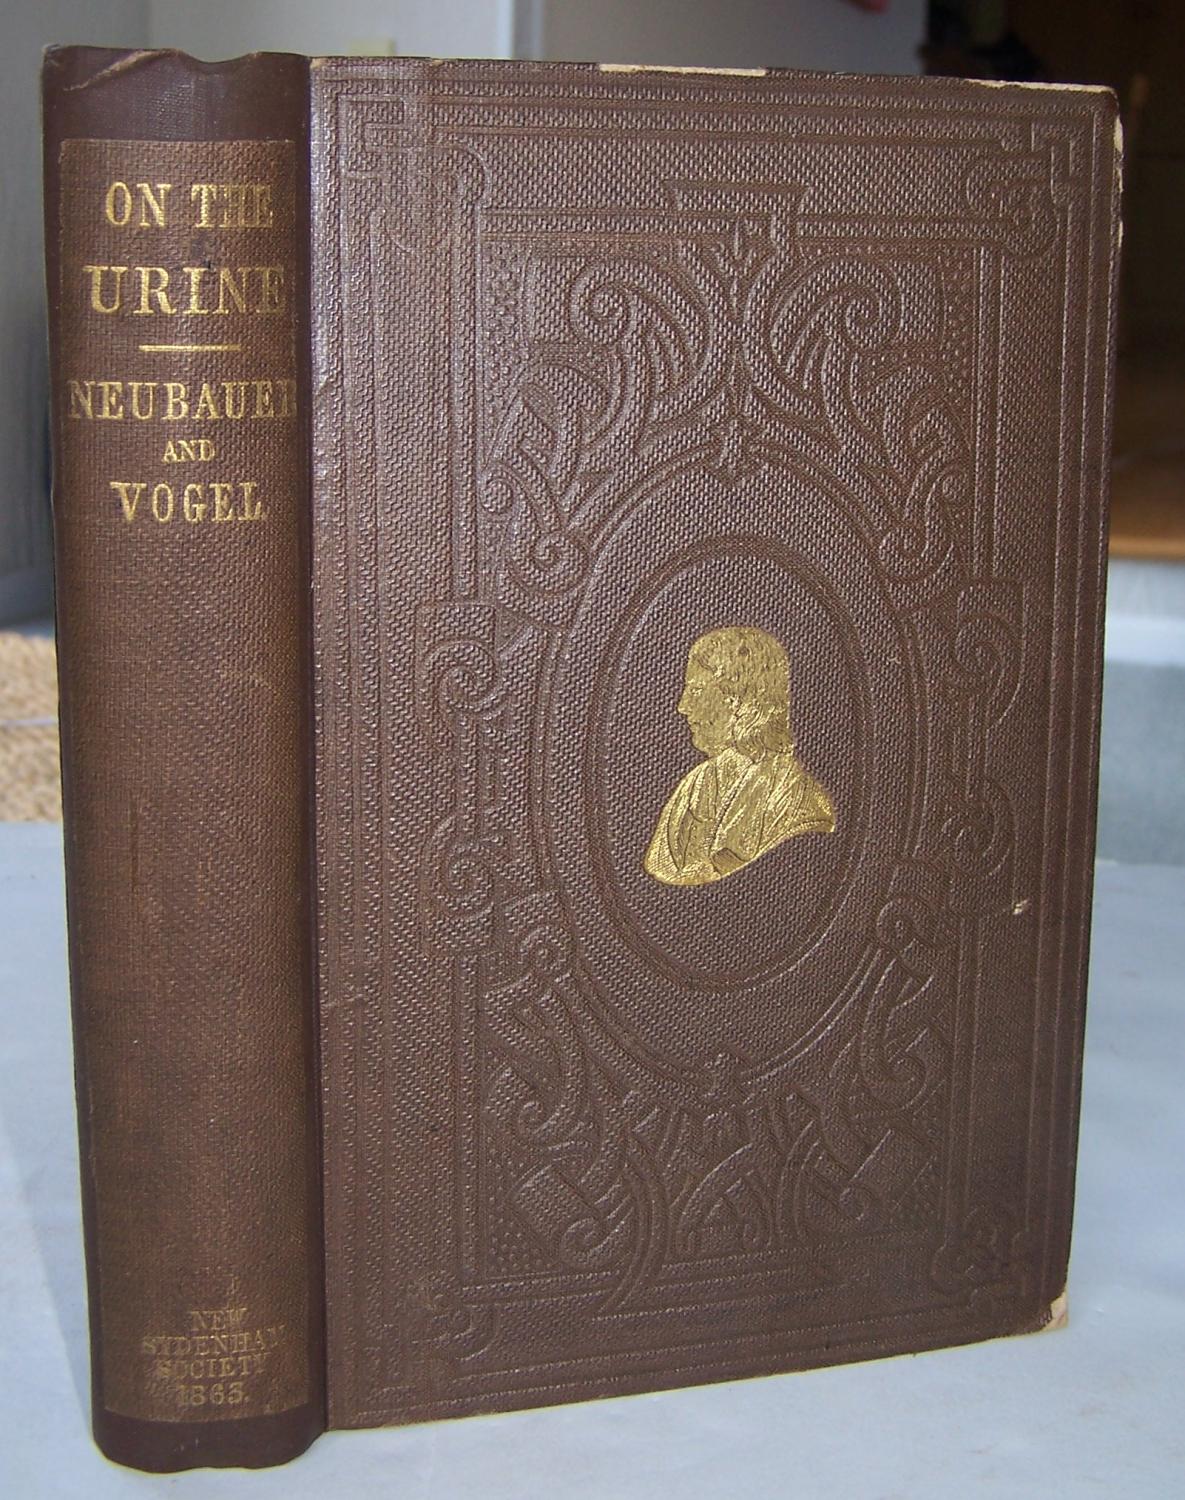 ON THE
URINE
NEUBAUER
AND
VOGEL
NEW
SYDENHAM
SOCIETY
1863.